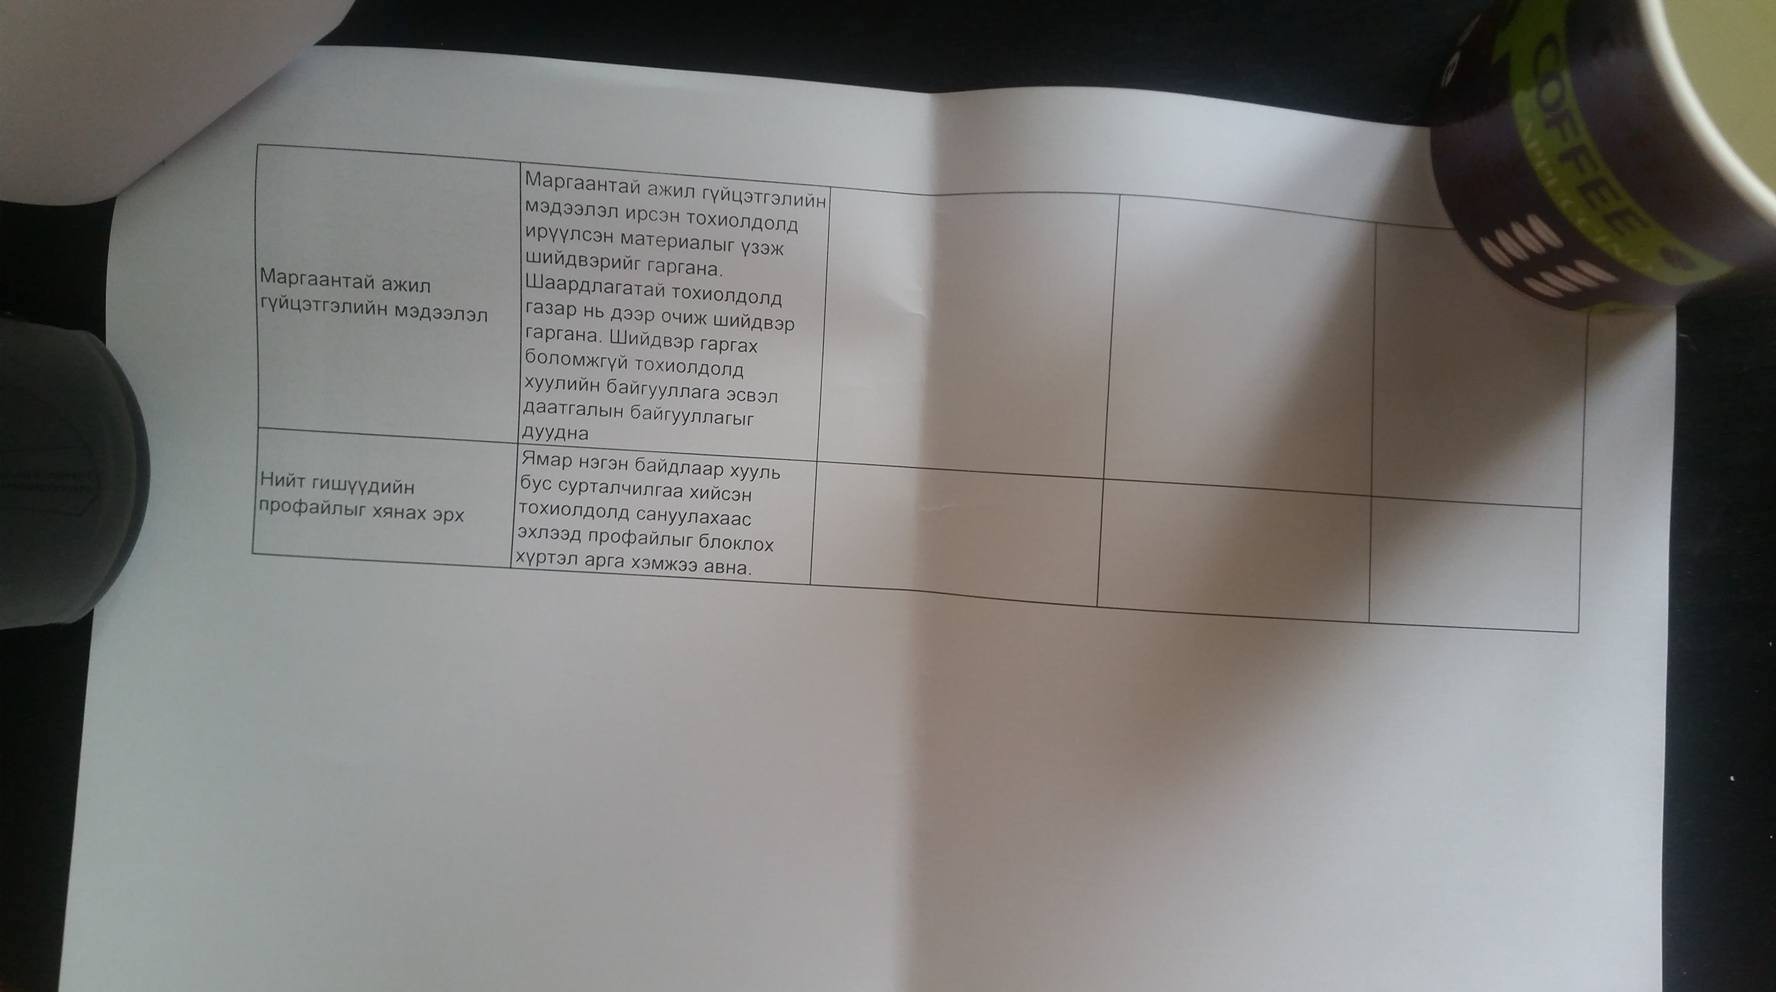 Маргаантай ажил
гүйцэтгэлийн мэдээлэл
Маргаантай ажил гүйцэтгэлийн
мэдээлэл ирсэн тохиолдолд
ирүүлсэн материалыг үзэж
шийдвэрийг гаргана.
Шаардлагатай тохиолдолд
газар нь дээр очиж шийдвэр
гаргана. Шийдвэр гаргах
боломжгүй тохиолдолд
хуулийн байгууллага эсвэл
даатгалын байгууллагыг
дуудна
Нийт гишүүдийн
профайлыг хянах эрх
Ямар нэгэн байдлаар хууль
бус сурталчилгаа хийсэн
тохиолдолд сануулахаас
эхлээд профайлыг блоклох
хүртэл арга хэмжээ авна.
COFFEE